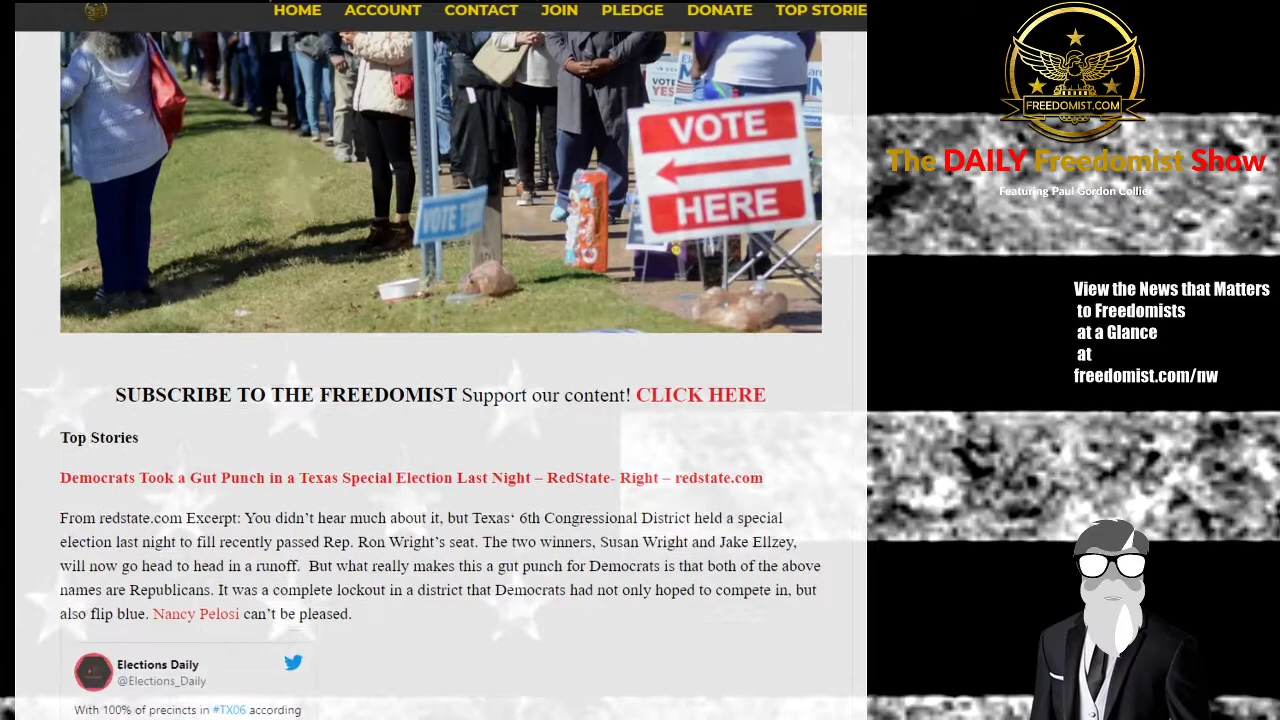 HOME ACCOUNT CONTACT JOIN PLEDGE DONATE TOP STORIE
VOTE
YES
VOTE
HERE
VOTE
SUBSCRIBE TO THE FREEDOMIST Support our content! CLICK HERE
Top Stories
Democrats Took a Gut Punch in a Texas Special Election Last Night – RedState- Right – redstate.com
From redstate.com Excerpt: You didn’t hear much about it, but Texas‘ 6th Congressional District held a special
election last night to fill recently passed Rep. Ron Wright’s seat. The two winners, Susan Wright and Jake Ellzey,
will now go head to head in a runoff. But what really makes this a gut punch for Democrats is that both of the above
names are Republicans. It was a complete lockout in a district that Democrats had not only hoped to compete in, but
also flip blue. Nancy Pelosi can’t be pleased.
Elections Daily
@Elections_Daily
With 100% of precincts in #TX06 according
FREEDOMIST.COM
The DAILY Freedomist Show
Featuring Paul Gordon Collier
View the News that Matters
to Freedomists
at a Glance
at
freedomist.com/nw